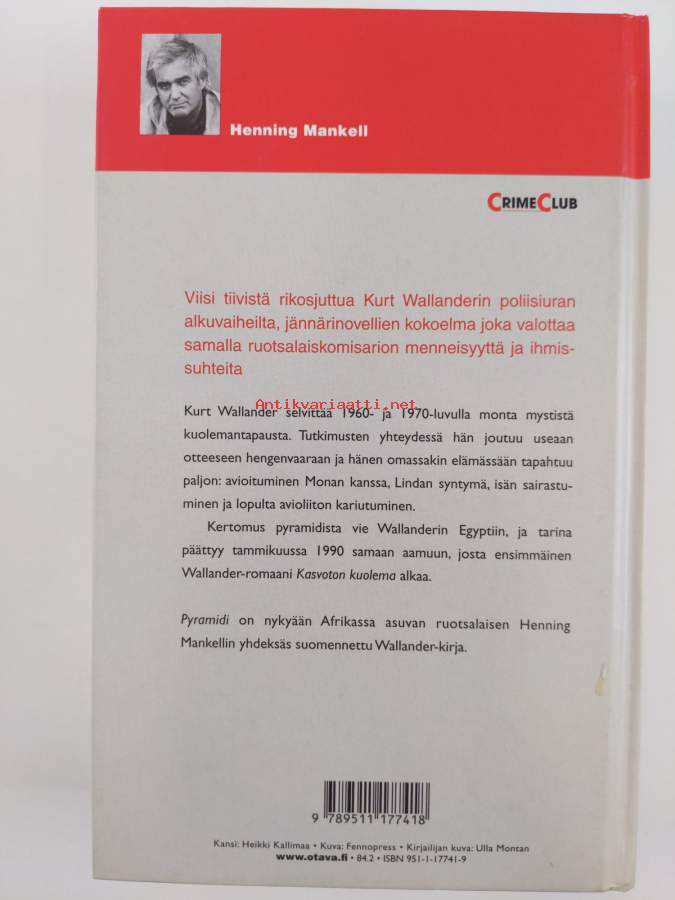 Henning Mankell
CRIMECLUB
Viisi tiivistä rikosjuttua Kurt Wallanderin poliisiuran
alkuvaiheilta, jännärinovellien kokoelma joka valottaa
samalla ruotsalaiskomisarion menneisyyttä ja ihmis-
suhteita
Antikvariaatti.net
Kurt Wallander selvittää 1960- ja 1970-luvulla monta mystistä
kuolemantapausta. Tutkimusten yhteydessä hän joutuu useaan
otteeseen hengenvaaraan ja hänen omassakin elämässään tapahtuu
paljon: avioituminen Monan kanssa, Lindan syntymä, isän sairastu-
minen ja lopulta avioliiton kariutuminen.
Kertomus pyramidista vie Wallanderin Egyptiin, ja tarina
päättyy tammikuussa 1990 samaan aamuun, josta ensimmäinen
Wallander-romaani Kasvoton kuolema alkaa.
Pyramidi on nykyään Afrikassa asuvan ruotsalaisen Henning
Mankellin yhdeksäs suomennettu Wallander-kirja.
9 789511 177418
Kansi: Heikki Kallimaa • Kuva: Fennopress • Kirjailijan kuva: Ulla Montan
www.otava.fi • 84.2 • ISBN 951-1-17741-9